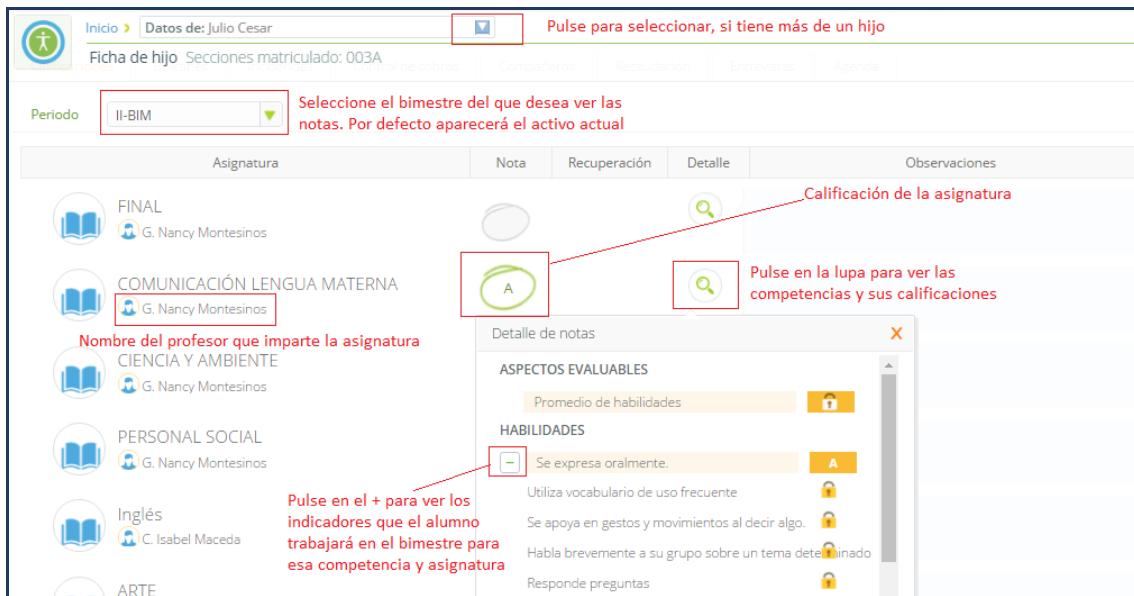 Inicio > Datos de: Julio Cesar
Pulse para seleccionar, si tiene más de un hijo
Ficha de hijo Secciones matriculado: 003A
Periodo
II-BIM
Seleccione el bimestre del que desea ver las
notas. Por defecto aparecerá el activo actual
Asignatura Nota Recuperación Detalle Observaciones
FINAL
G. Nancy Montesinos
Calificación de la asignatura
COMUNICACIÓN LENGUA MATERNA
G. Nancy Montesinos
A
Pulse en la lupa para ver las
competencias y sus calificaciones
Nombre del profesor que imparte la asignatura
CIENCIA Y AMBIENTE
G. Nancy Montesinos
PERSONAL SOCIAL
G. Nancy Montesinos
Inglés
C. Isabel Maceda
ARTE
Detalle de notas X
ASPECTOS EVALUABLES
Promedio de habilidades
HABILIDADES
− Se expresa oralmente. A
Utiliza vocabulario de uso frecuente
Se apoya en gestos y movimientos al decir algo.
Habla brevemente a su grupo sobre un tema determinado
Responde preguntas
Pulse en el + para ver los
indicadores que el alumno
trabajará en el bimestre para
esa competencia y asignatura